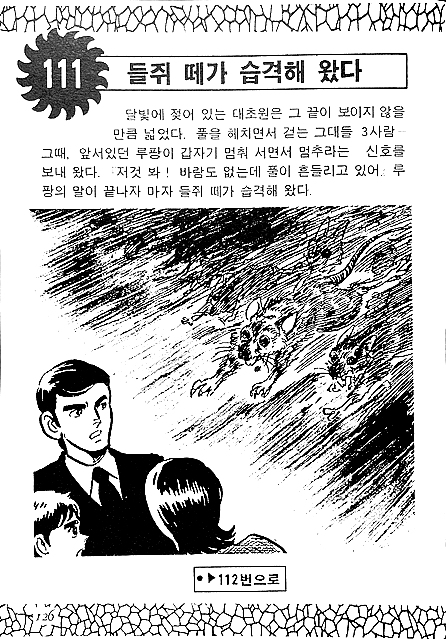 111 들쥐 떼가 습격해 왔다
달빛에 젖어 있는 대초원은 그 끝이 보이지 않을
만큼 넓었다. 풀을 헤치면서 걷는 그대들 3사람―
그때, 앞서있던 루팡이 갑자기 멈춰 서면서 멈추라는 신호를
보내 왔다. 「저것 봐! 바람도 없는데 풀이 흔들리고 있어.」 루
팡의 말이 끝나자 마자 들쥐 떼가 습격해 왔다.
●▶112번으로
126